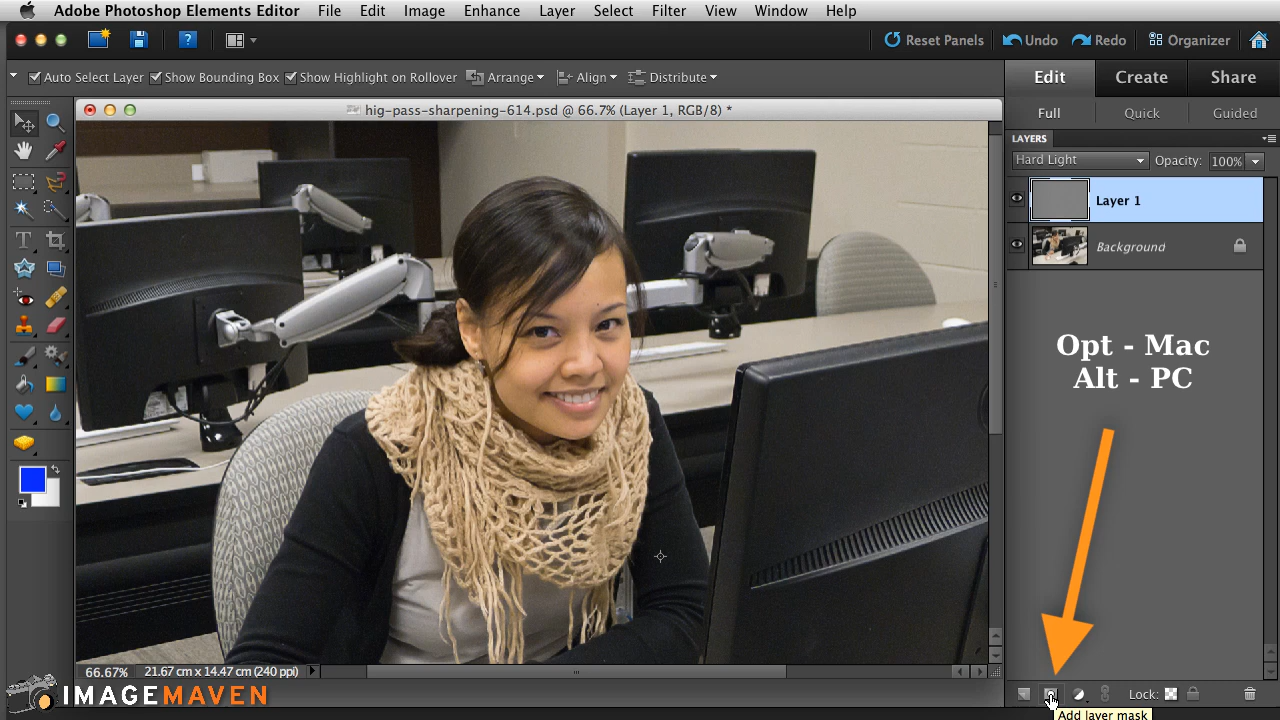 Adobe Photoshop Elements Editor File Edit Image Enhance Layer Select Filter View Window Help
? Reset Panels Undo Redo Organizer
Auto Select Layer Show Bounding Box Show Highlight on Rollover Arrange Align Distribute
Edit Create Share
hig-pass-sharpening-614.psd @ 66.7% (Layer 1, RGB/8) *
Full Quick Guided
LAYERS
Hard Light Opacity: 100%
Layer 1
Background
T
Opt - Mac
Alt - PC
66.67% 21.67 cm x 14.47 cm (240 ppi)
IMAGEMAVEN
Lock:
Add layer mask